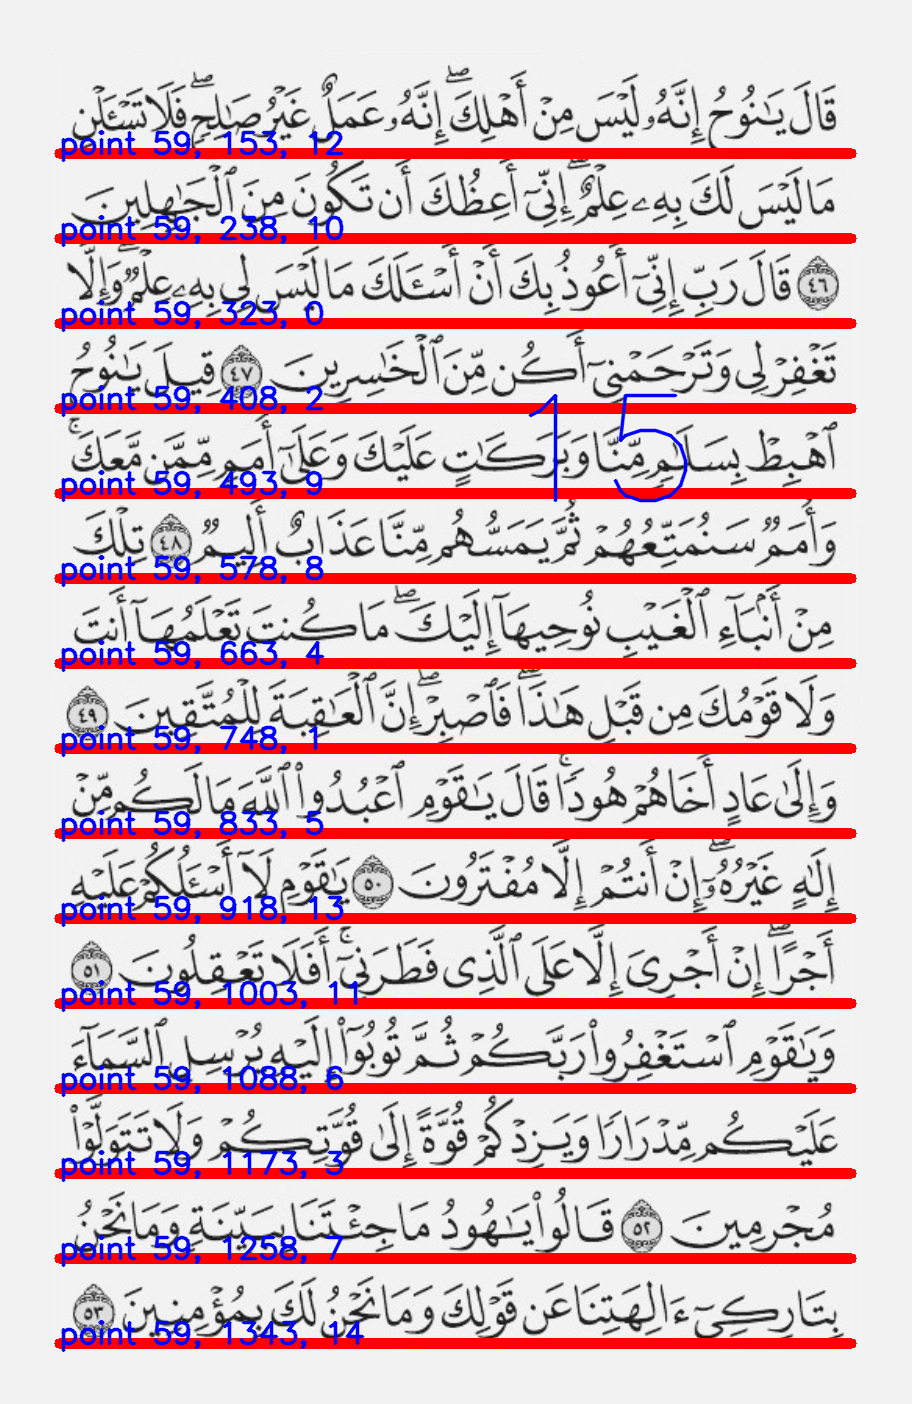 قَالَ يَٰنُوحُ إِنَّهُۥ لَيْسَ مِنْ أَهْلِكَ ۖ إِنَّهُۥ عَمَلٌ غَيْرُ صَٰلِحٍ ۖ فَلَا تَسْـَٔلْنِ
point 59, 153, 12
مَا لَيْسَ لَكَ بِهِۦ عِلْمٌ ۖ إِنِّىٓ أَعِظُكَ أَن تَكُونَ مِنَ ٱلْجَٰهِلِينَ
point 59, 238, 10
٤٦ قَالَ رَبِّ إِنِّىٓ أَعُوذُ بِكَ أَنْ أَسْـَٔلَكَ مَا لَيْسَ لِى بِهِۦ عِلْمٌ ۖ وَإِلَّا
point 59, 323, 0
تَغْفِرْ لِى وَتَرْحَمْنِىٓ أَكُن مِّنَ ٱلْخَٰسِرِينَ ٤٧ قِيلَ يَٰنُوحُ
point 59, 408, 2
ٱهْبِطْ بِسَلَٰمٍ مِّنَّا وَبَرَكَٰتٍ عَلَيْكَ وَعَلَىٰٓ أُمَمٍ مِّمَّن مَّعَكَ ۚ
15
point 59, 493, 9
وَأُمَمٌ سَنُمَتِّعُهُمْ ثُمَّ يَمَسُّهُم مِّنَّا عَذَابٌ أَلِيمٌ ٤٨ تِلْكَ
point 59, 578, 8
مِنْ أَنۢبَآءِ ٱلْغَيْبِ نُوحِيهَآ إِلَيْكَ ۖ مَا كُنتَ تَعْلَمُهَآ أَنتَ
point 59, 663, 4
وَلَا قَوْمُكَ مِن قَبْلِ هَٰذَا ۖ فَٱصْبِرْ ۖ إِنَّ ٱلْعَٰقِبَةَ لِلْمُتَّقِينَ ٤٩
point 59, 748, 1
وَإِلَىٰ عَادٍ أَخَاهُمْ هُودًا ۚ قَالَ يَٰقَوْمِ ٱعْبُدُوا۟ ٱللَّهَ مَا لَكُم مِّنْ
point 59, 833, 5
إِلَٰهٍ غَيْرُهُۥٓ ۖ إِنْ أَنتُمْ إِلَّا مُفْتَرُونَ ٥٠ يَٰقَوْمِ لَآ أَسْـَٔلُكُمْ عَلَيْهِ
point 59, 918, 13
أَجْرًا ۖ إِنْ أَجْرِىَ إِلَّا عَلَى ٱلَّذِى فَطَرَنِىٓ ۚ أَفَلَا تَعْقِلُونَ ٥١
point 59, 1003, 11
وَيَٰقَوْمِ ٱسْتَغْفِرُوا۟ رَبَّكُمْ ثُمَّ تُوبُوٓا۟ إِلَيْهِ يُرْسِلِ ٱلسَّمَآءَ
point 59, 1088, 6
عَلَيْكُم مِّدْرَارًا وَيَزِدْكُمْ قُوَّةً إِلَىٰ قُوَّتِكُمْ وَلَا تَتَوَلَّوْا۟
point 59, 1173, 3
مُجْرِمِينَ ٥٢ قَالُوا۟ يَٰهُودُ مَا جِئْتَنَا بِبَيِّنَةٍ وَمَا نَحْنُ
point 59, 1258, 7
بِتَارِكِىٓ ءَالِهَتِنَا عَن قَوْلِكَ وَمَا نَحْنُ لَكَ بِمُؤْمِنِينَ ٥٣
point 59, 1343, 14